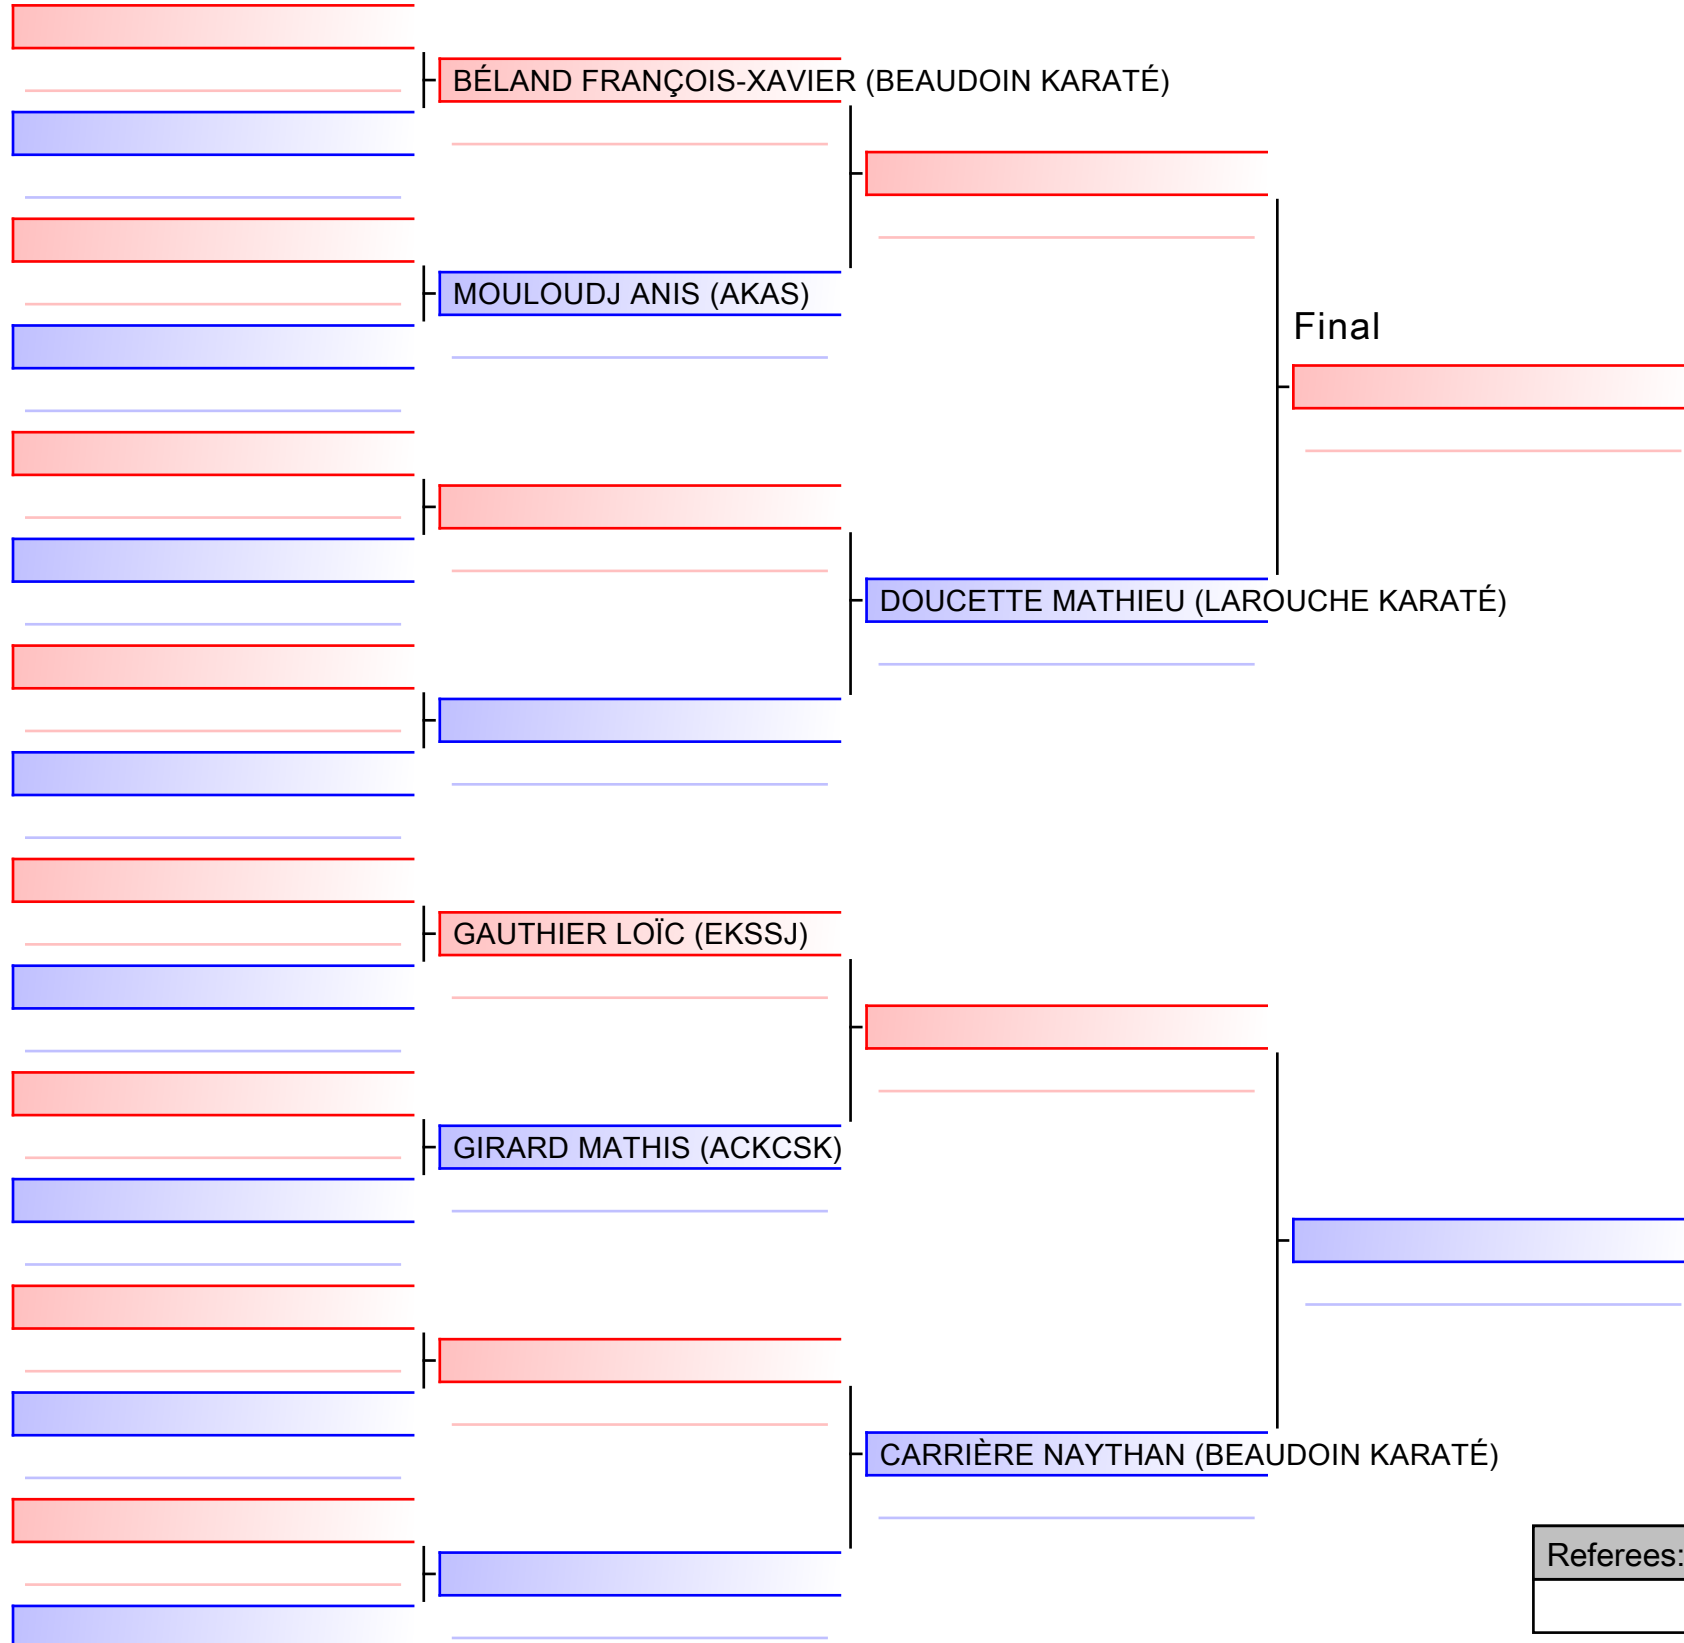 BÉLAND FRANÇOIS-XAVIER (BEAUDOIN KARATÉ)
MOULOUDJ ANIS (AKAS)
Final
DOUCETTE MATHIEU (LAROUCHE KARATÉ)
GAUTHIER LOÏC (EKSSJ)
GIRARD MATHIS (ACKCSK)
CARRIÈRE NAYTHAN (BEAUDOIN KARATÉ)
Referees: